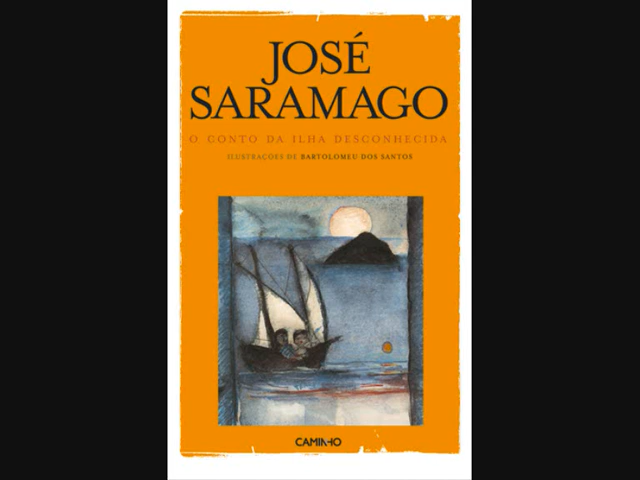 JOSÉ
SARAMAGO
O CONTO DA ILHA DESCONHECIDA
ILUSTRAÇÕES DE BARTOLOMEU DOS SANTOS
CAMINHO